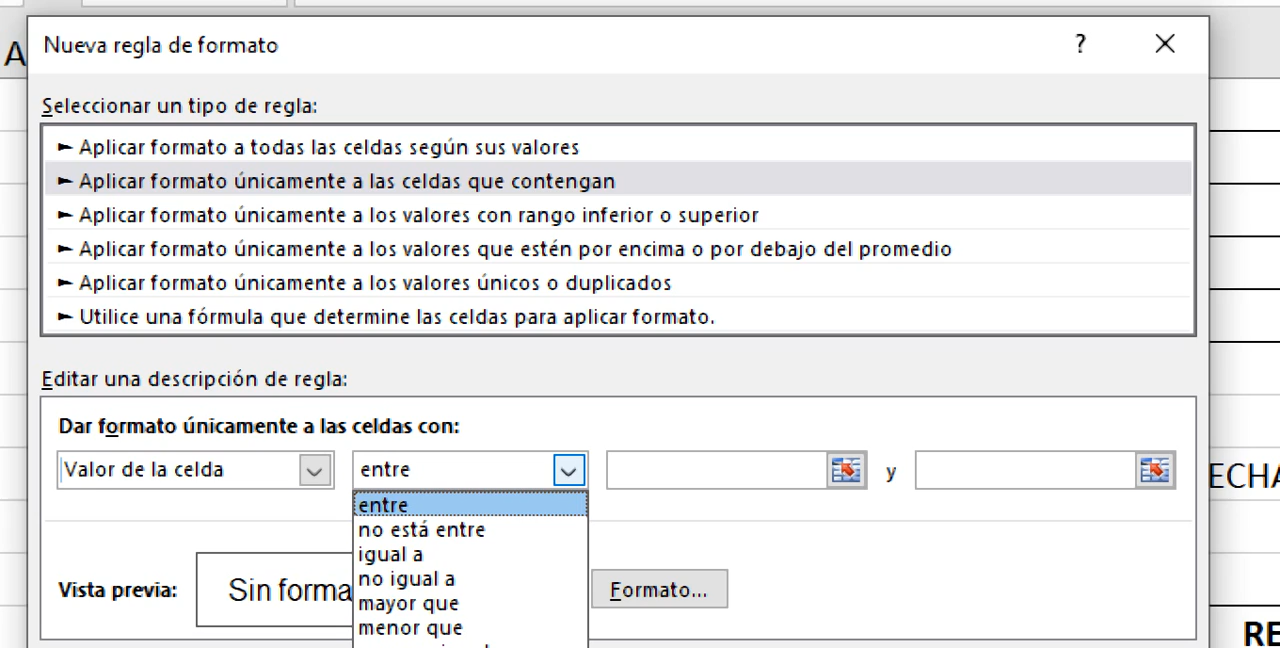 Nueva regla de formato
?
A
Seleccionar un tipo de regla:
► Aplicar formato a todas las celdas según sus valores
► Aplicar formato únicamente a las celdas que contengan
► Aplicar formato únicamente a los valores con rango inferior o superior
► Aplicar formato únicamente a los valores que estén por encima o por debajo del promedio
► Aplicar formato únicamente a los valores únicos o duplicados
► Utilice una fórmula que determine las celdas para aplicar formato.
Editar una descripción de regla:
Dar formato únicamente a las celdas con:
Valor de la celda entre y
ECHA
entre
no está entre
igual a
no igual a
mayor que
menor que
Vista previa: Sin forma Formato...
RE